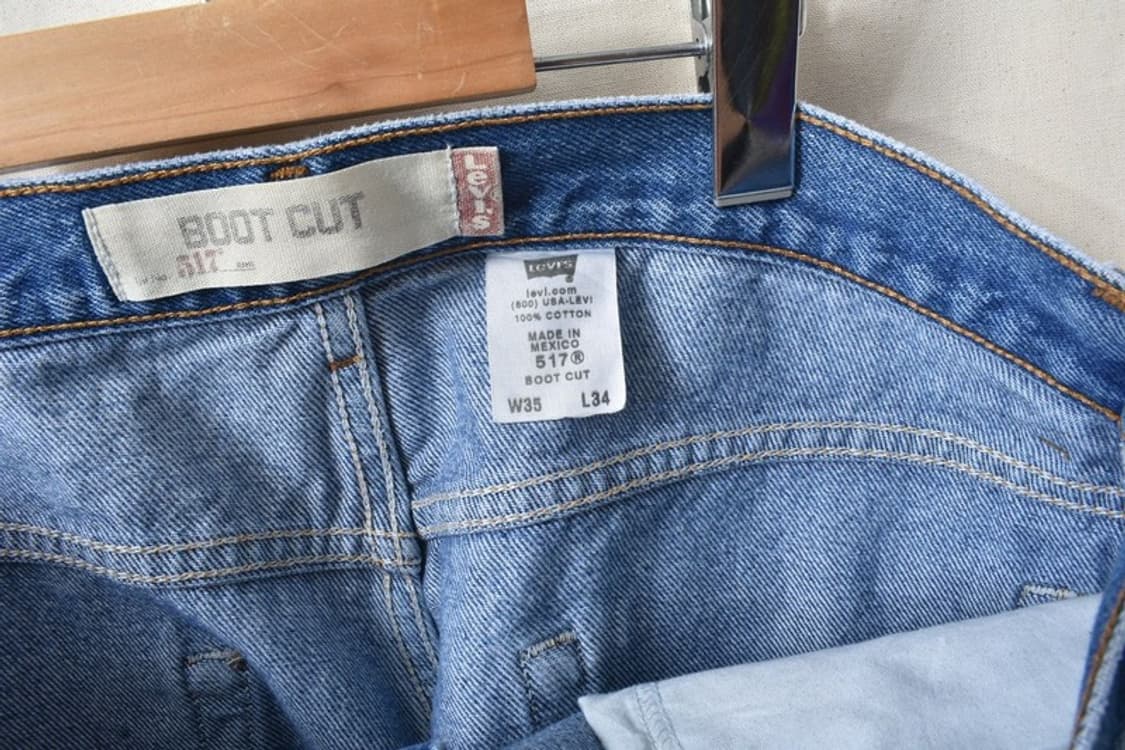 BOOT CUT
517
LEVI'S
LEVI'S
levi.com
(800) USA-LEVI
100% COTTON
MADE IN
MEXICO
517®
BOOT CUT
W35 L34